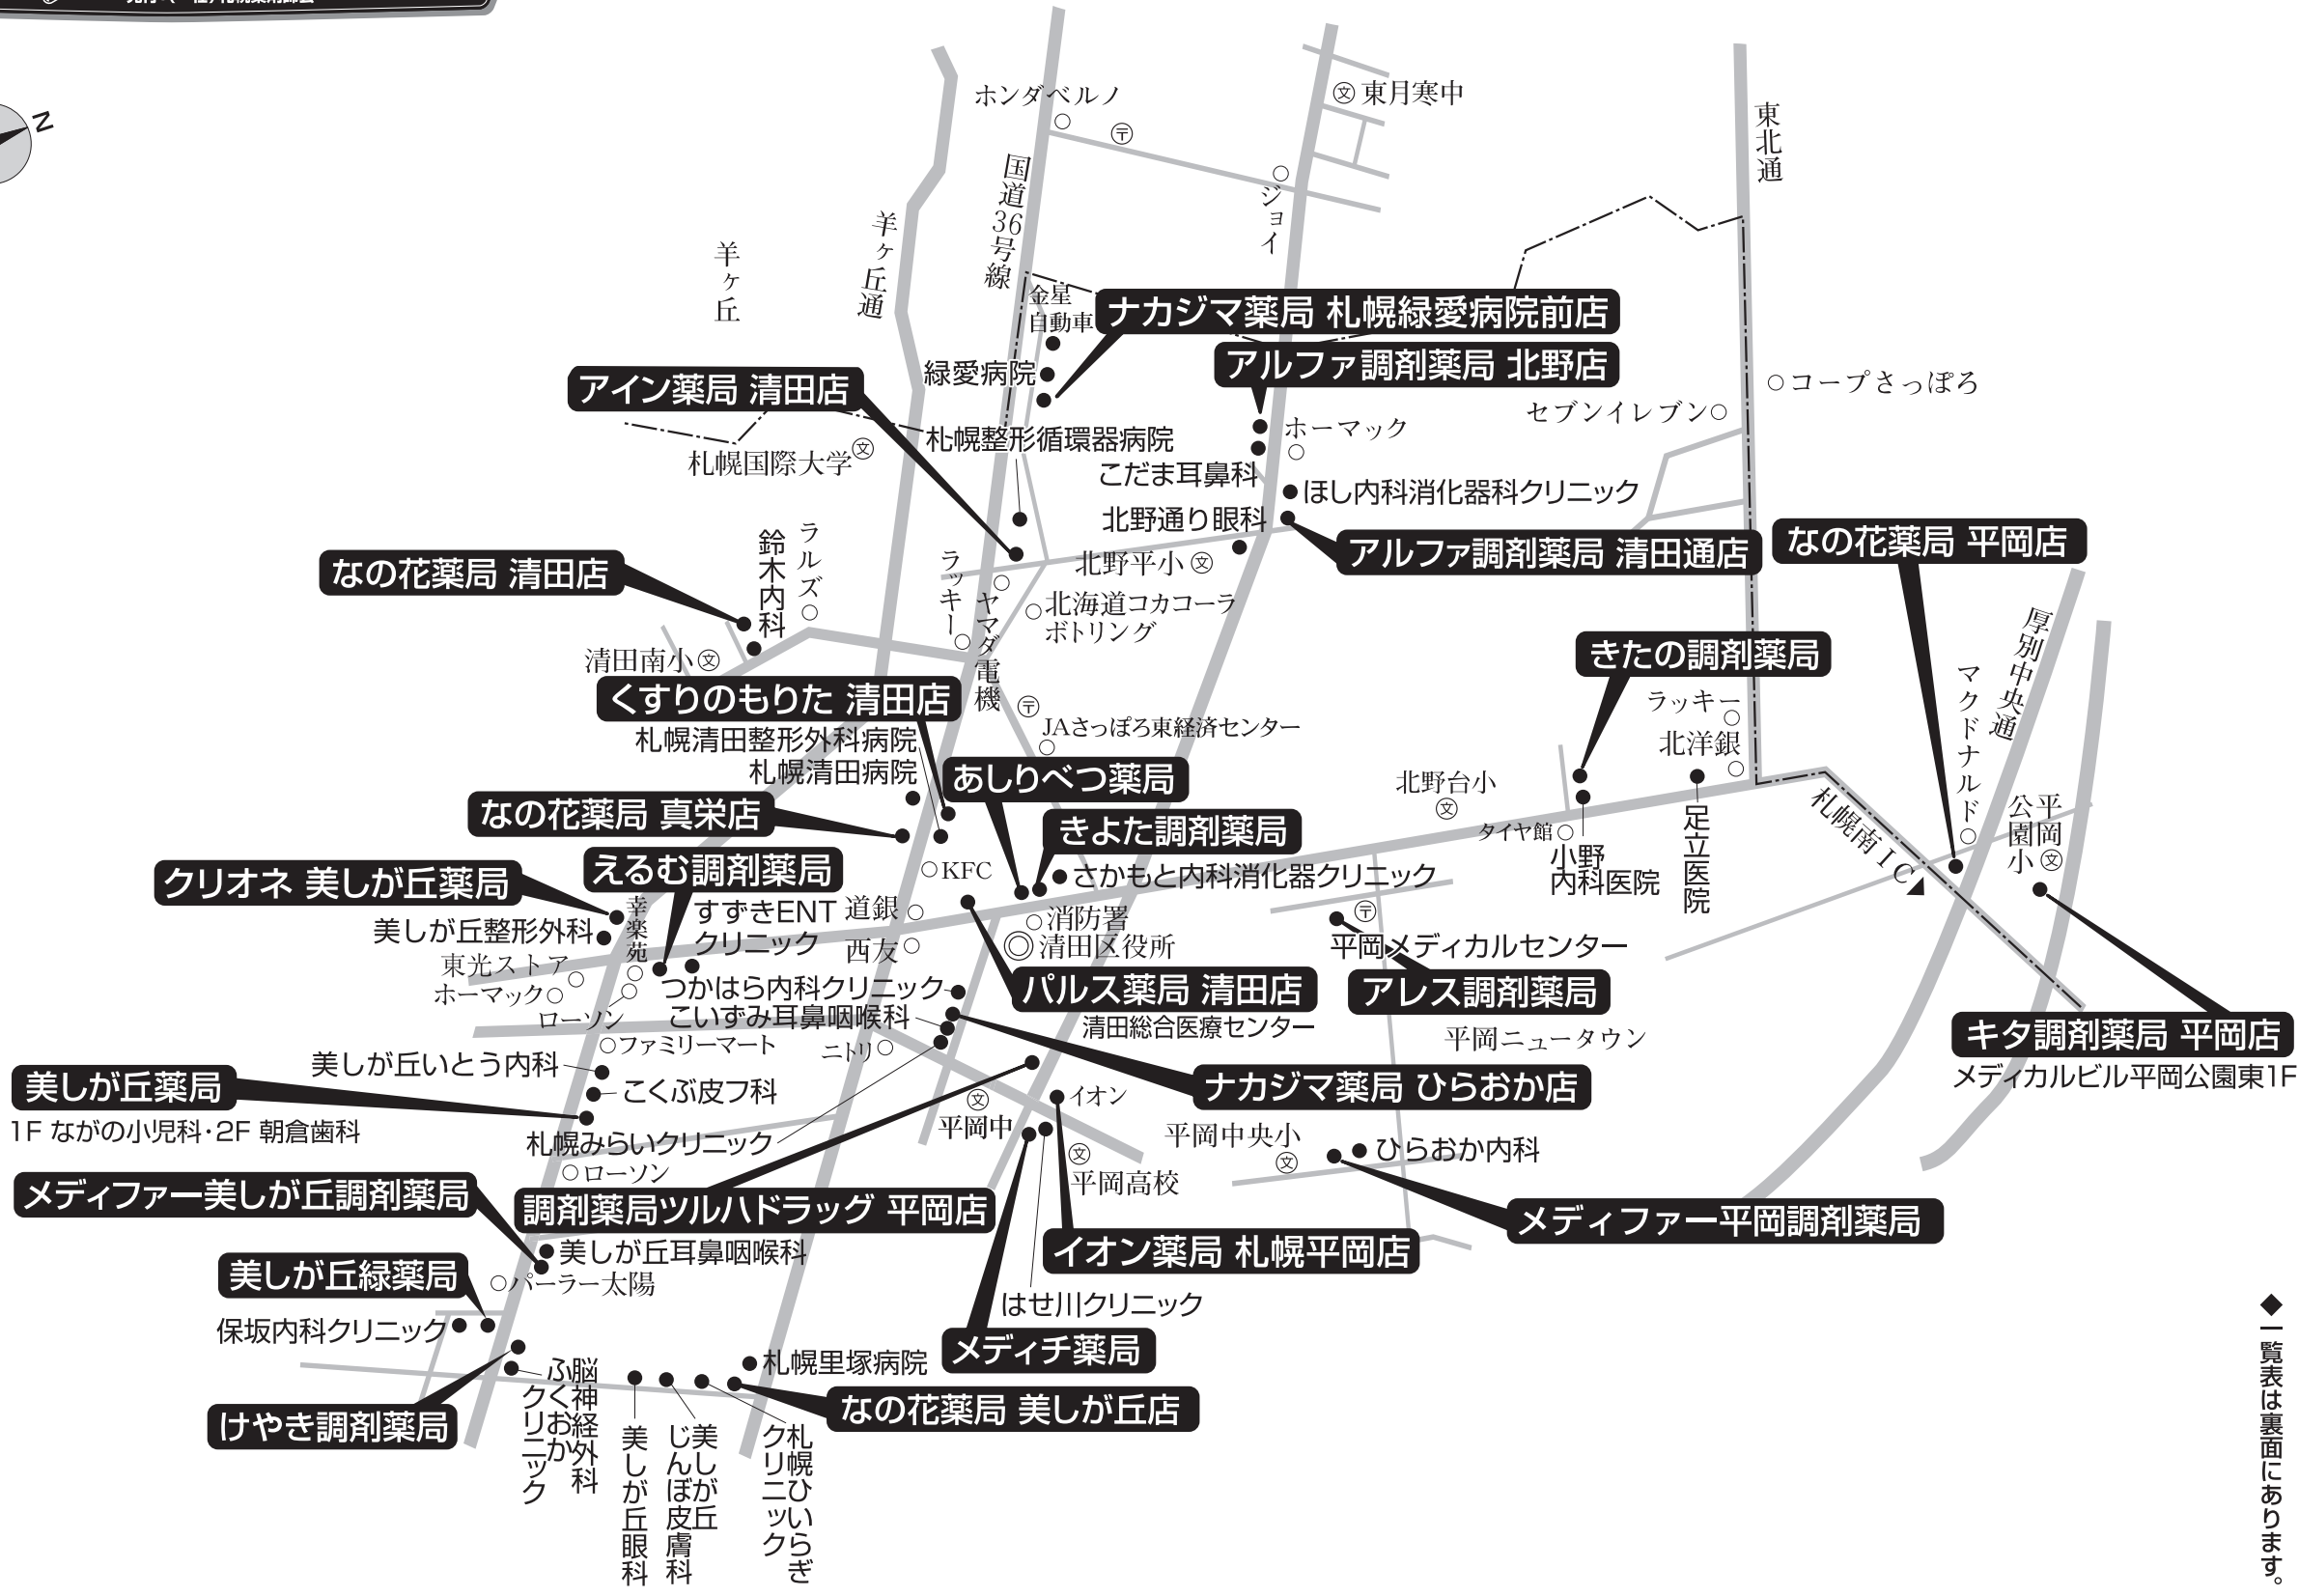 N
ホンダベルノ
東月寒中
東北通
国道36号線
ジョイ
羊ヶ丘通
羊ヶ丘
金星
自動車
ナカジマ薬局 札幌緑愛病院前店
アルファ調剤薬局 北野店
緑愛病院
アイン薬局 清田店
コープさっぽろ
セブンイレブン
ホーマック
札幌整形循環器病院
札幌国際大学
こだま耳鼻科
ほし内科消化器科クリニック
北野通り眼科
アルファ調剤薬局 清田通店
なの花薬局 平岡店
ラルズ
鈴木内科
なの花薬局 清田店
ラッキー
ヤマダ電機
北野平小
北海道コカコーラ
ボトリング
厚別中央通
マクドナルド
きたの調剤薬局
清田南小
くすりのもりた 清田店
札幌清田整形外科病院
札幌清田病院
JAさっぽろ東経済センター
ラッキー
北洋銀
あしりべつ薬局
北野台小
タイヤ館
小野
内科医院
足立医院
札幌南IC
平岡
公園
小
なの花薬局 真栄店
きよた調剤薬局
さかもと内科消化器クリニック
えるむ調剤薬局
KFC
クリオネ 美しが丘薬局
幸楽苑
すずきENT
クリニック
道銀
西友
消防署
清田区役所
美しが丘整形外科
東光ストア
ホーマック
ローソン
平岡メディカルセンター
アレス調剤薬局
パルス薬局 清田店
清田総合医療センター
つかはら内科クリニック
こいずみ耳鼻咽喉科
ファミリーマート
ニトリ
平岡ニュータウン
キタ調剤薬局 平岡店
メディカルビル平岡公園東1F
美しが丘いとう内科
美しが丘薬局
1F ながの小児科・2F 朝倉歯科
こくぶ皮フ科
ナカジマ薬局 ひらおか店
イオン
平岡中
札幌みらいクリニック
ローソン
平岡中央小
ひらおか内科
平岡高校
メディファー美しが丘調剤薬局
調剤薬局ツルハドラッグ 平岡店
メディファー平岡調剤薬局
美しが丘耳鼻咽喉科
イオン薬局 札幌平岡店
美しが丘緑薬局
パーラー太陽
はせ川クリニック
保坂内科クリニック
メディチ薬局
札幌里塚病院
なの花薬局 美しが丘店
けやき調剤薬局
脳神経外科
ふくおか
クリニック
美しが丘眼科
美しが丘
じんぼ皮膚科
札幌ひいらぎ
クリニック
◆一覧表は裏面にあります。